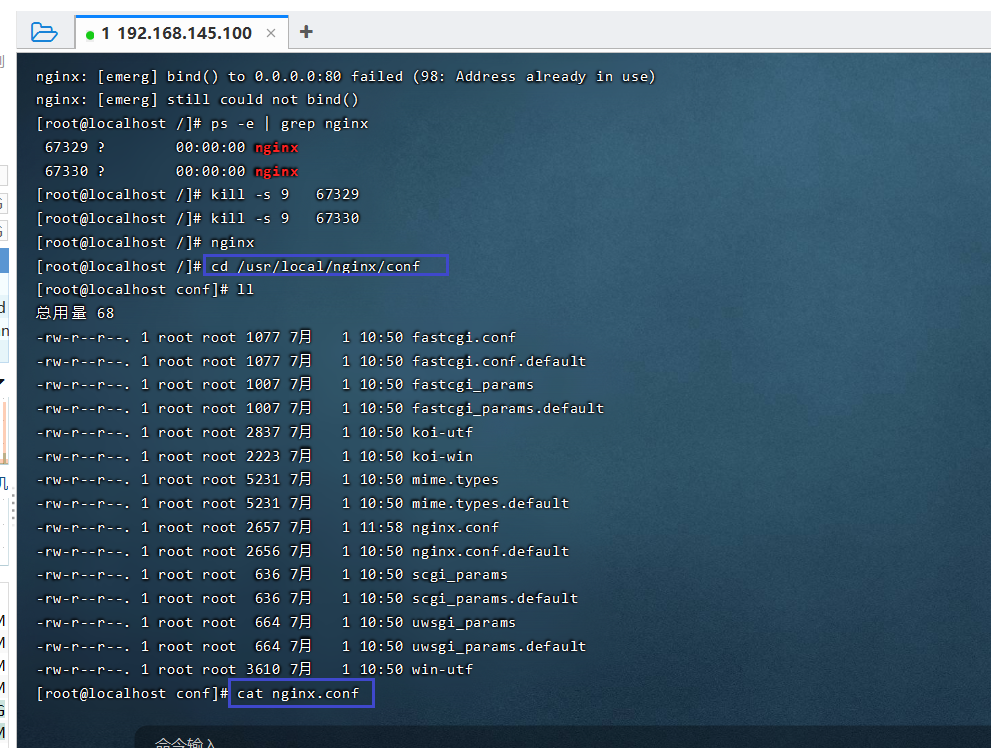 1 192.168.145.100 × +
nginx: [emerg] bind() to 0.0.0.0:80 failed (98: Address already in use)
nginx: [emerg] still could not bind()
[root@localhost /]# ps -e | grep nginx
 67329 ?        00:00:00 nginx
 67330 ?        00:00:00 nginx
[root@localhost /]# kill -s 9   67329
[root@localhost /]# kill -s 9   67330
[root@localhost /]# nginx
[root@localhost /]# cd /usr/local/nginx/conf
[root@localhost conf]# ll
总用量 68
-rw-r--r--. 1 root root 1077 7月   1 10:50 fastcgi.conf
-rw-r--r--. 1 root root 1077 7月   1 10:50 fastcgi.conf.default
-rw-r--r--. 1 root root 1007 7月   1 10:50 fastcgi_params
-rw-r--r--. 1 root root 1007 7月   1 10:50 fastcgi_params.default
-rw-r--r--. 1 root root 2837 7月   1 10:50 koi-utf
-rw-r--r--. 1 root root 2223 7月   1 10:50 koi-win
-rw-r--r--. 1 root root 5231 7月   1 10:50 mime.types
-rw-r--r--. 1 root root 5231 7月   1 10:50 mime.types.default
-rw-r--r--. 1 root root 2657 7月   1 11:58 nginx.conf
-rw-r--r--. 1 root root 2656 7月   1 10:50 nginx.conf.default
-rw-r--r--. 1 root root  636 7月   1 10:50 scgi_params
-rw-r--r--. 1 root root  636 7月   1 10:50 scgi_params.default
-rw-r--r--. 1 root root  664 7月   1 10:50 uwsgi_params
-rw-r--r--. 1 root root  664 7月   1 10:50 uwsgi_params.default
-rw-r--r--. 1 root root 3610 7月   1 10:50 win-utf
[root@localhost conf]# cat nginx.conf
命令输入